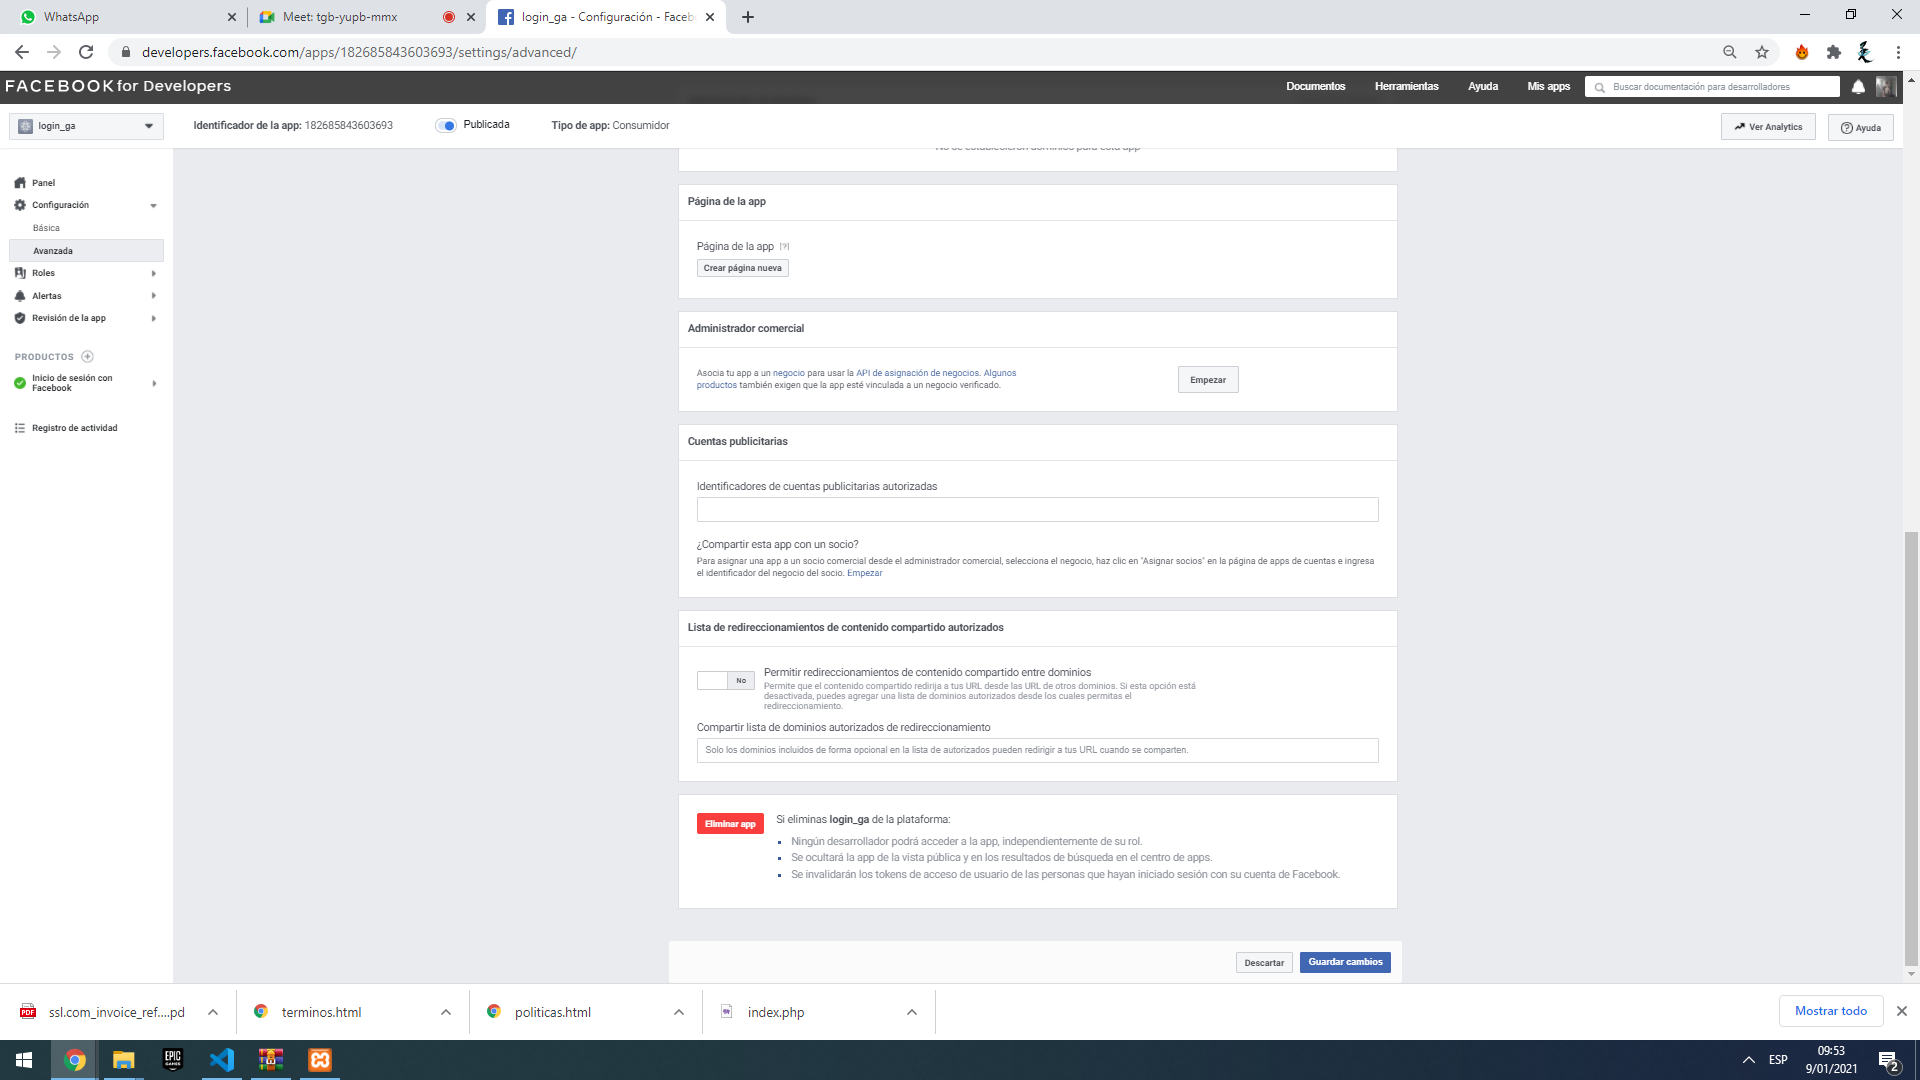 WhatsApp
Meet: tgb-yupb-mmx
login_ga - Configuración - Faceb
developers.facebook.com/apps/182685843603693/settings/advanced/
FACEBOOK for Developers
Documentos
Herramientas
Ayuda
Mis apps
Buscar documentación para desarrolladores
login_ga
Identificador de la app: 182685843603693
Publicada
Tipo de app: Consumidor
Ver Analytics
Ayuda
No se establecieron dominios para esta app
Panel
Configuración
Básica
Avanzada
Roles
Alertas
Revisión de la app
PRODUCTOS
Inicio de sesión con
Facebook
Registro de actividad
Página de la app
Página de la app [?]
Crear página nueva
Administrador comercial
Asocia tu app a un negocio para usar la API de asignación de negocios. Algunos
productos también exigen que la app esté vinculada a un negocio verificado.
Empezar
Cuentas publicitarias
Identificadores de cuentas publicitarias autorizadas
¿Compartir esta app con un socio?
Para asignar una app a un socio comercial desde el administrador comercial, selecciona el negocio, haz clic en "Asignar socios" en la página de apps de cuentas e ingresa
el identificador del negocio del socio. Empezar
Lista de redireccionamientos de contenido compartido autorizados
No
Permitir redireccionamientos de contenido compartido entre dominios
Permite que el contenido compartido redirija a tus URL desde las URL de otros dominios. Si esta opción está
desactivada, puedes agregar una lista de dominios autorizados desde los cuales permitas el
redireccionamiento.
Compartir lista de dominios autorizados de redireccionamiento
Solo los dominios incluidos de forma opcional en la lista de autorizados pueden redirigir a tus URL cuando se comparten.
Eliminar app
Si eliminas login_ga de la plataforma:
Ningún desarrollador podrá acceder a la app, independientemente de su rol.
Se ocultará la app de la vista pública y en los resultados de búsqueda en el centro de apps.
Se invalidarán los tokens de acceso de usuario de las personas que hayan iniciado sesión con su cuenta de Facebook.
Descartar
Guardar cambios
PDF
ssl.com_invoice_ref....pd
terminos.html
politicas.html
index.php
Mostrar todo
EPIC
GAMES
ESP
09:53
9/01/2021
2